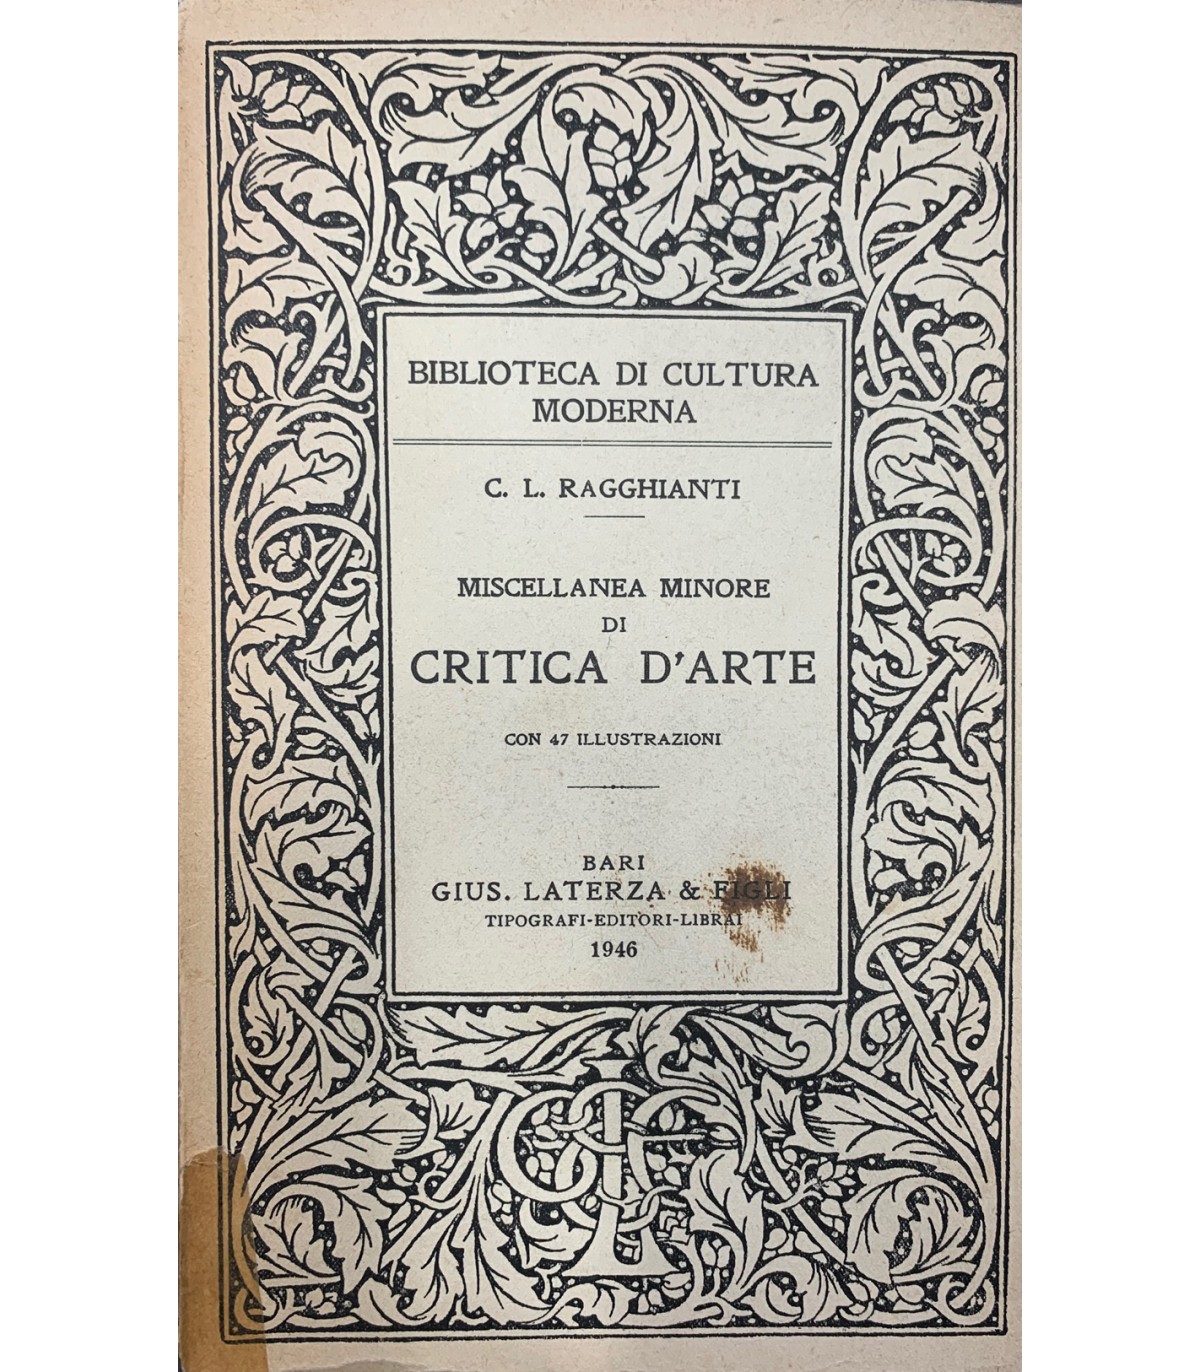 BIBLIOTECA DI CULTURA
MODERNA
C. L. RAGGHIANTI
MISCELLANEA MINORE
DI
CRITICA D'ARTE
CON 47 ILLUSTRAZIONI
BARI
GIUS. LATERZA & FIGLI
TIPOGRAFI-EDITORI-LIBRAI
1946